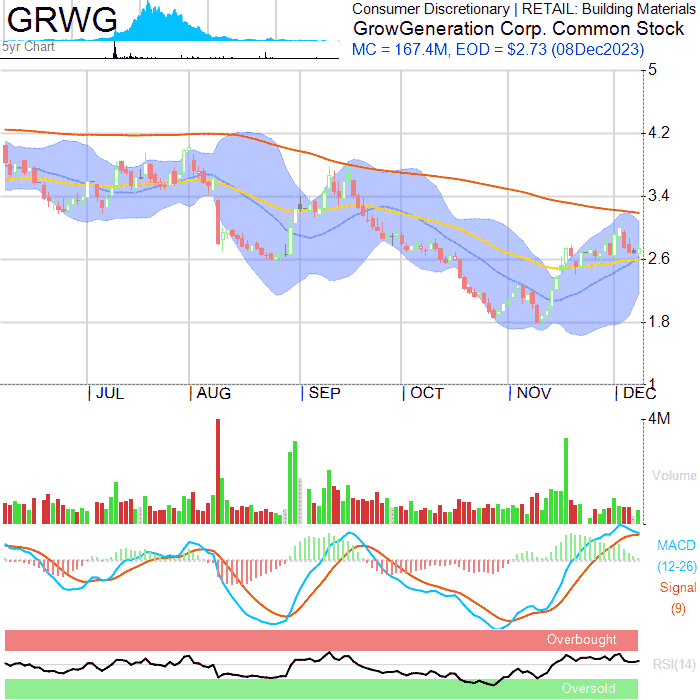 GRWG
5yr Chart
Consumer Discretionary | RETAIL: Building Materials
GrowGeneration Corp. Common Stock
MC = 167.4M, EOD = $2.73 (08Dec2023)
5
4.2
3.4
2.6
1.8
1
JUL AUG SEP OCT NOV DEC
4M
Volume
MACD
(12-26)
Signal
(9)
Overbought
RSI(14)
Oversold